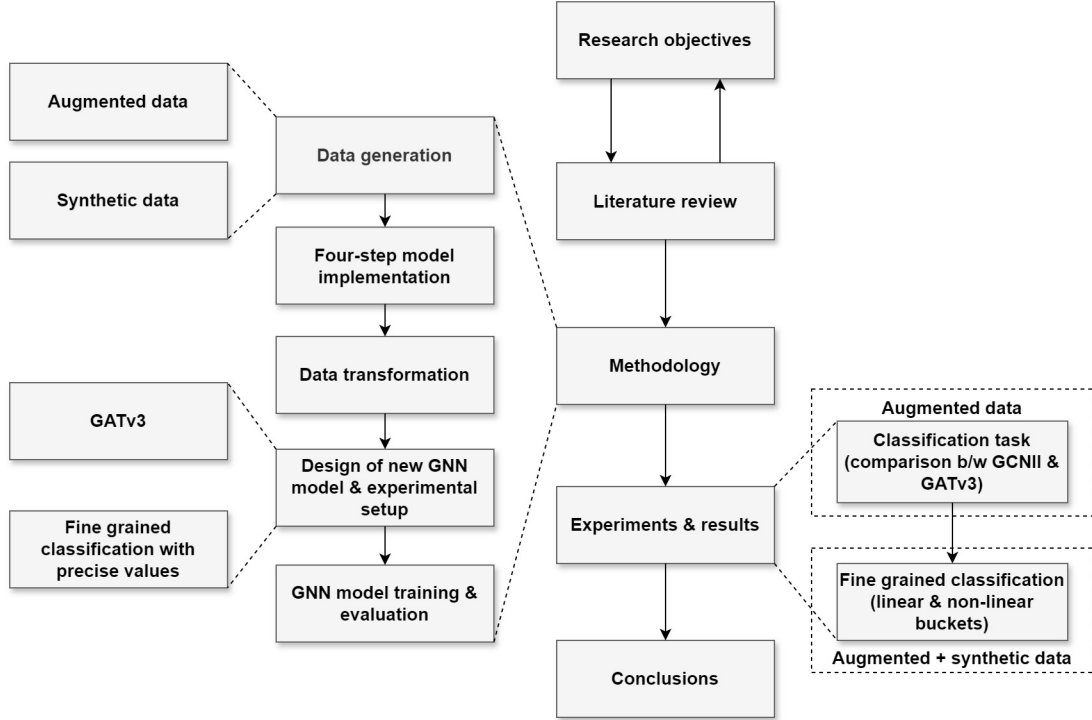 Research objectives
Literature review
Methodology
Experiments & results
Conclusions
Augmented data
Synthetic data
Data generation
Four-step model
implementation
Data transformation
GATv3
Design of new GNN
model & experimental
setup
Fine grained
classification with
precise values
GNN model training &
evaluation
Augmented data
Classification task
(comparison b/w GCNII &
GATv3)
Fine grained classification
(linear & non-linear
buckets)
Augmented + synthetic data